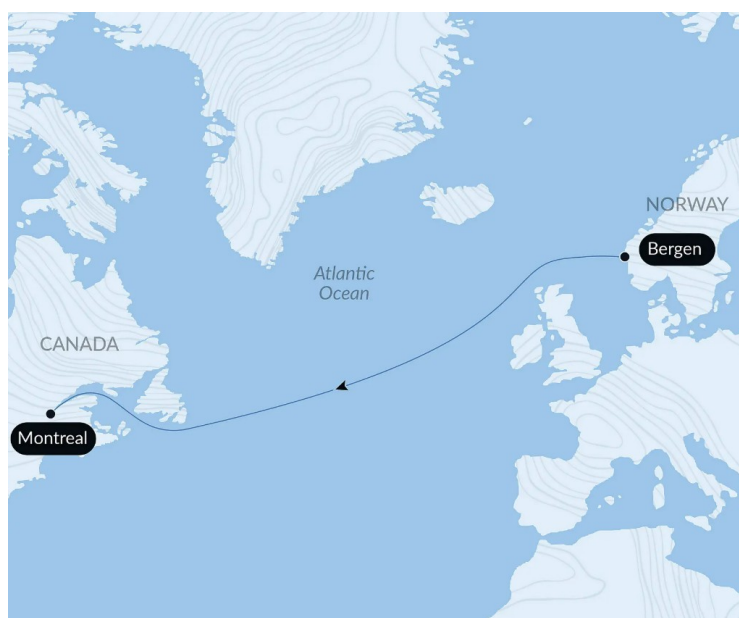 NORWAY
Bergen
Atlantic
Ocean
CANADA
Montreal